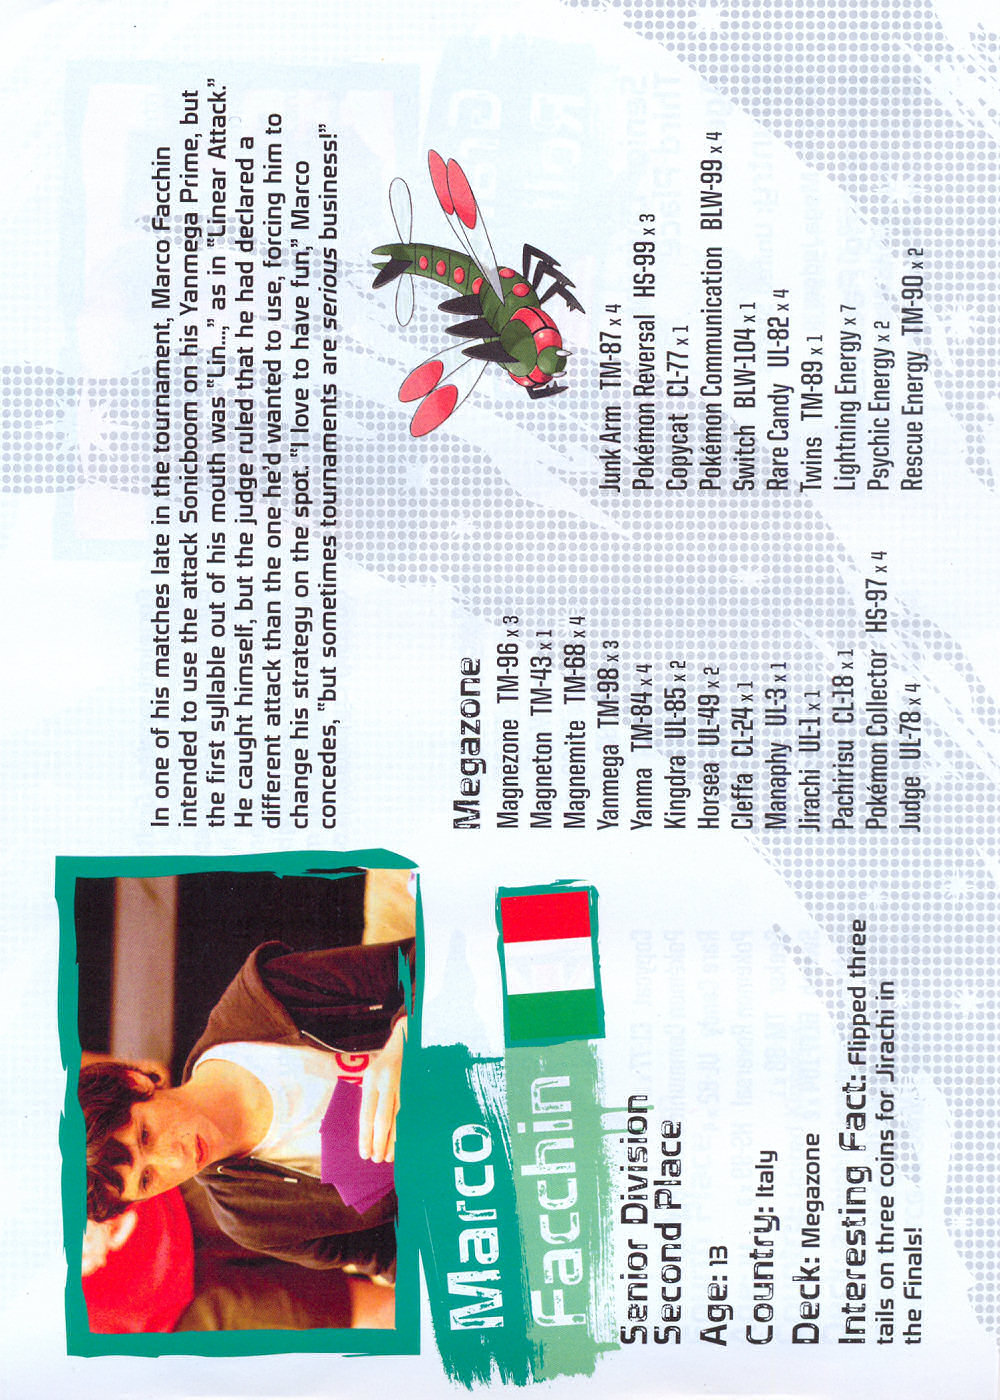 In one of his matches late in the tournament, Marco Facchin
intended to use the attack Sonicboom on his Yanmega Prime, but
the first syllable out of his mouth was "Lin...," as in "Linear Attack."
He caught himself, but the judge ruled that he had declared a
different attack than the one he'd wanted to use, forcing him to
change his strategy on the spot. "I love to have fun," Marco
concedes, "but sometimes tournaments are serious business!"
Marco
Facchin
Senior Division
Second Place
Age: 13
Country: Italy
Deck: Megazone
Interesting Fact: Flipped three
tails on three coins for Jirachi in
the Finals!
Megazone
Magnezone TM-96 x 3
Magneton TM-43 x 1
Magnemite TM-68 x 4
Yanmega TM-98 x 3
Yanma TM-84 x 4
Kingdra UL-85 x 2
Horsea UL-49 x 2
Cleffa CL-24 x 1
Manaphy UL-3 x 1
Jirachi UL-1 x 1
Pachirisu CL-18 x 1
Pokémon Collector HS-97 x 4
Judge UL-78 x 4
Junk Arm TM-87 x 4
Pokémon Reversal HS-99 x 3
Copycat CL-77 x 1
Pokémon Communication BLW-99 x 4
Switch BLW-104 x 1
Rare Candy UL-82 x 4
Twins TM-89 x 1
Lightning Energy x 7
Psychic Energy x 2
Rescue Energy TM-90 x 2